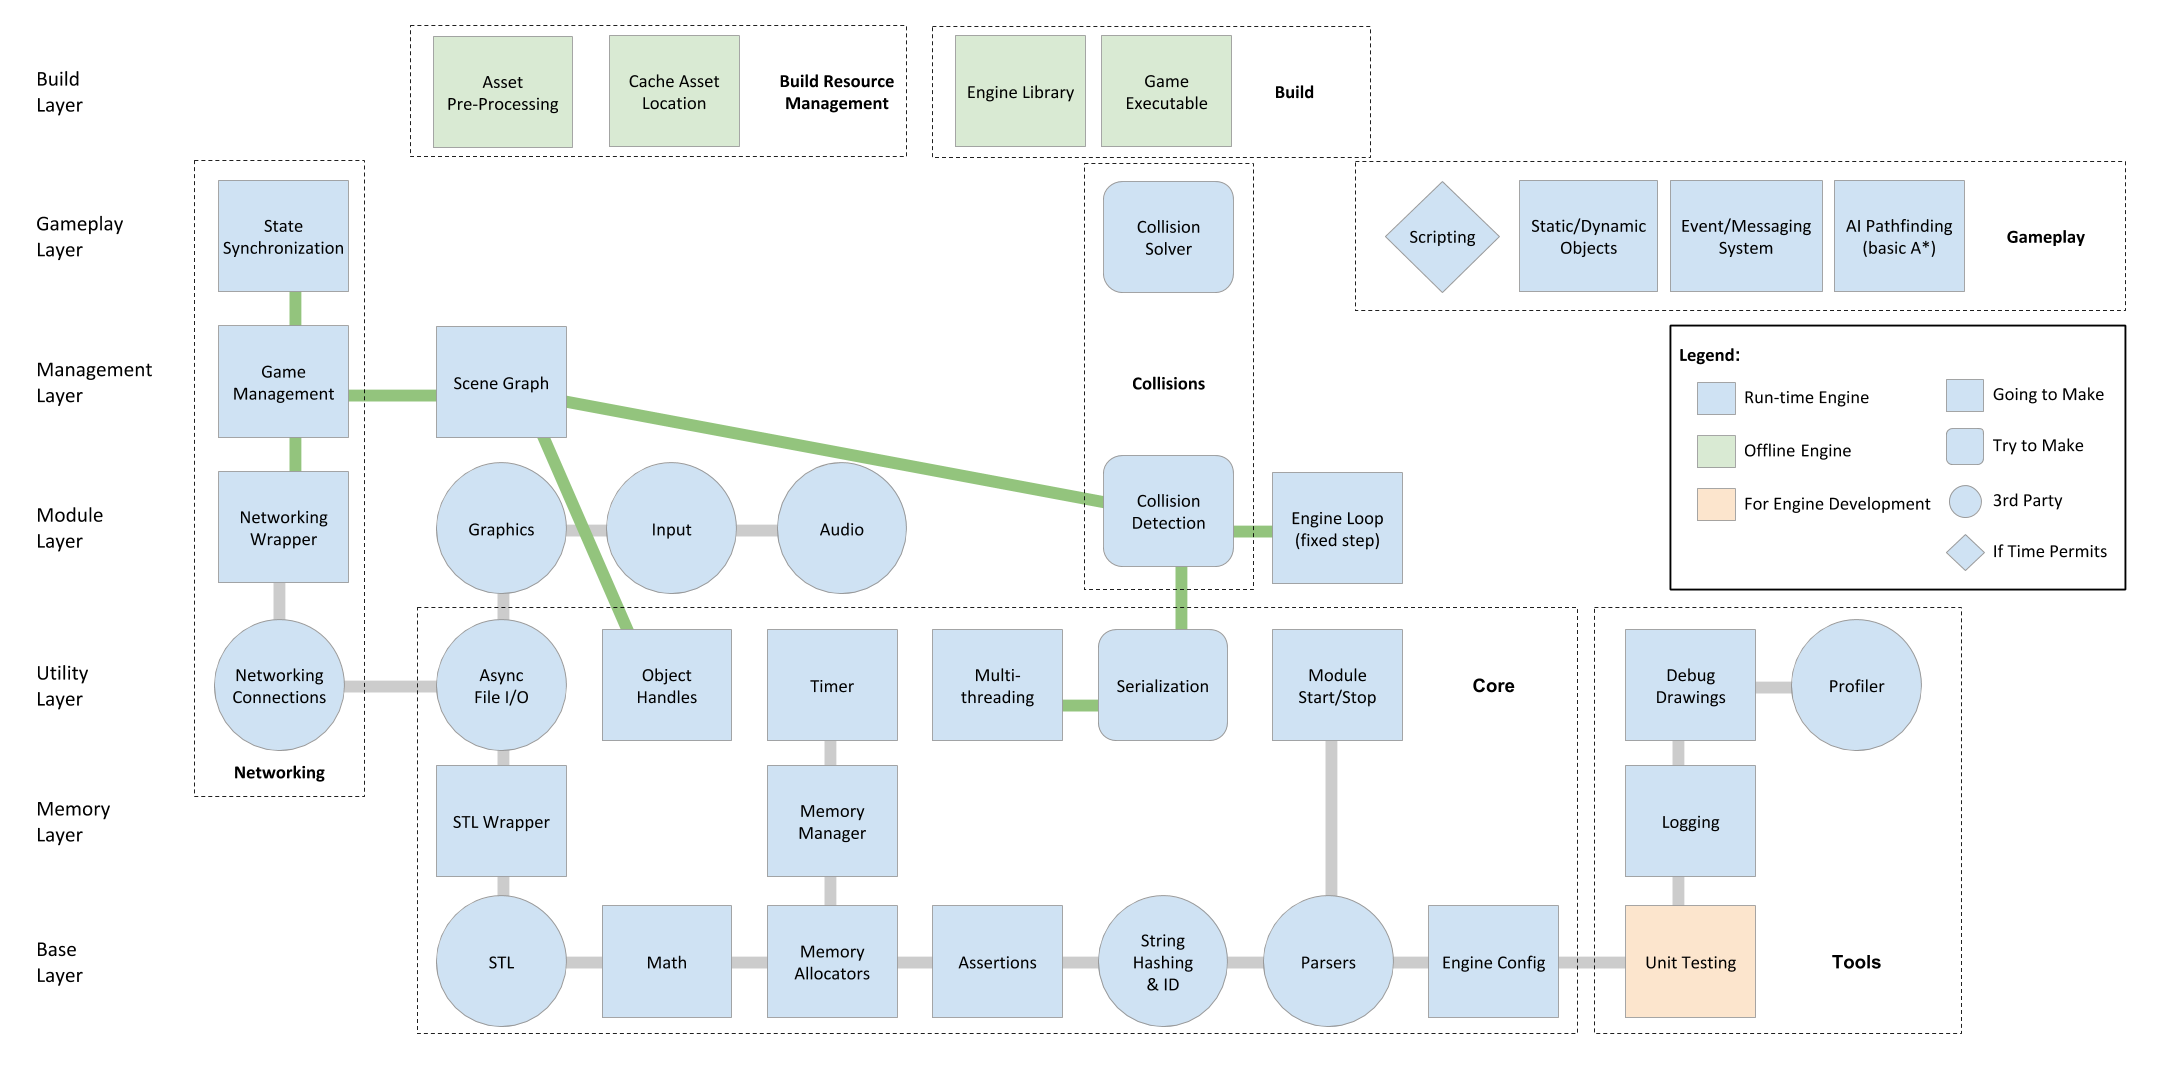 Build
Layer
Asset
Pre-Processing
Cache Asset
Location
Build Resource
Management
Engine Library
Game
Executable
Build
Gameplay
Layer
State
Synchronization
Collision
Solver
Scripting
Static/Dynamic
Objects
Event/Messaging
System
AI Pathfinding
(basic A*)
Gameplay
Management
Layer
Game
Management
Scene Graph
Collisions
Legend:
Run-time Engine
Going to Make
Offline Engine
Try to Make
For Engine Development
3rd Party
If Time Permits
Module
Layer
Networking
Wrapper
Graphics
Input
Audio
Collision
Detection
Engine Loop
(fixed step)
Utility
Layer
Networking
Connections
Async
File I/O
Object
Handles
Timer
Multi-
threading
Serialization
Module
Start/Stop
Core
Debug
Drawings
Profiler
Networking
Memory
Layer
STL Wrapper
Memory
Manager
Logging
Base
Layer
STL
Math
Memory
Allocators
Assertions
String
Hashing
& ID
Parsers
Engine Config
Unit Testing
Tools